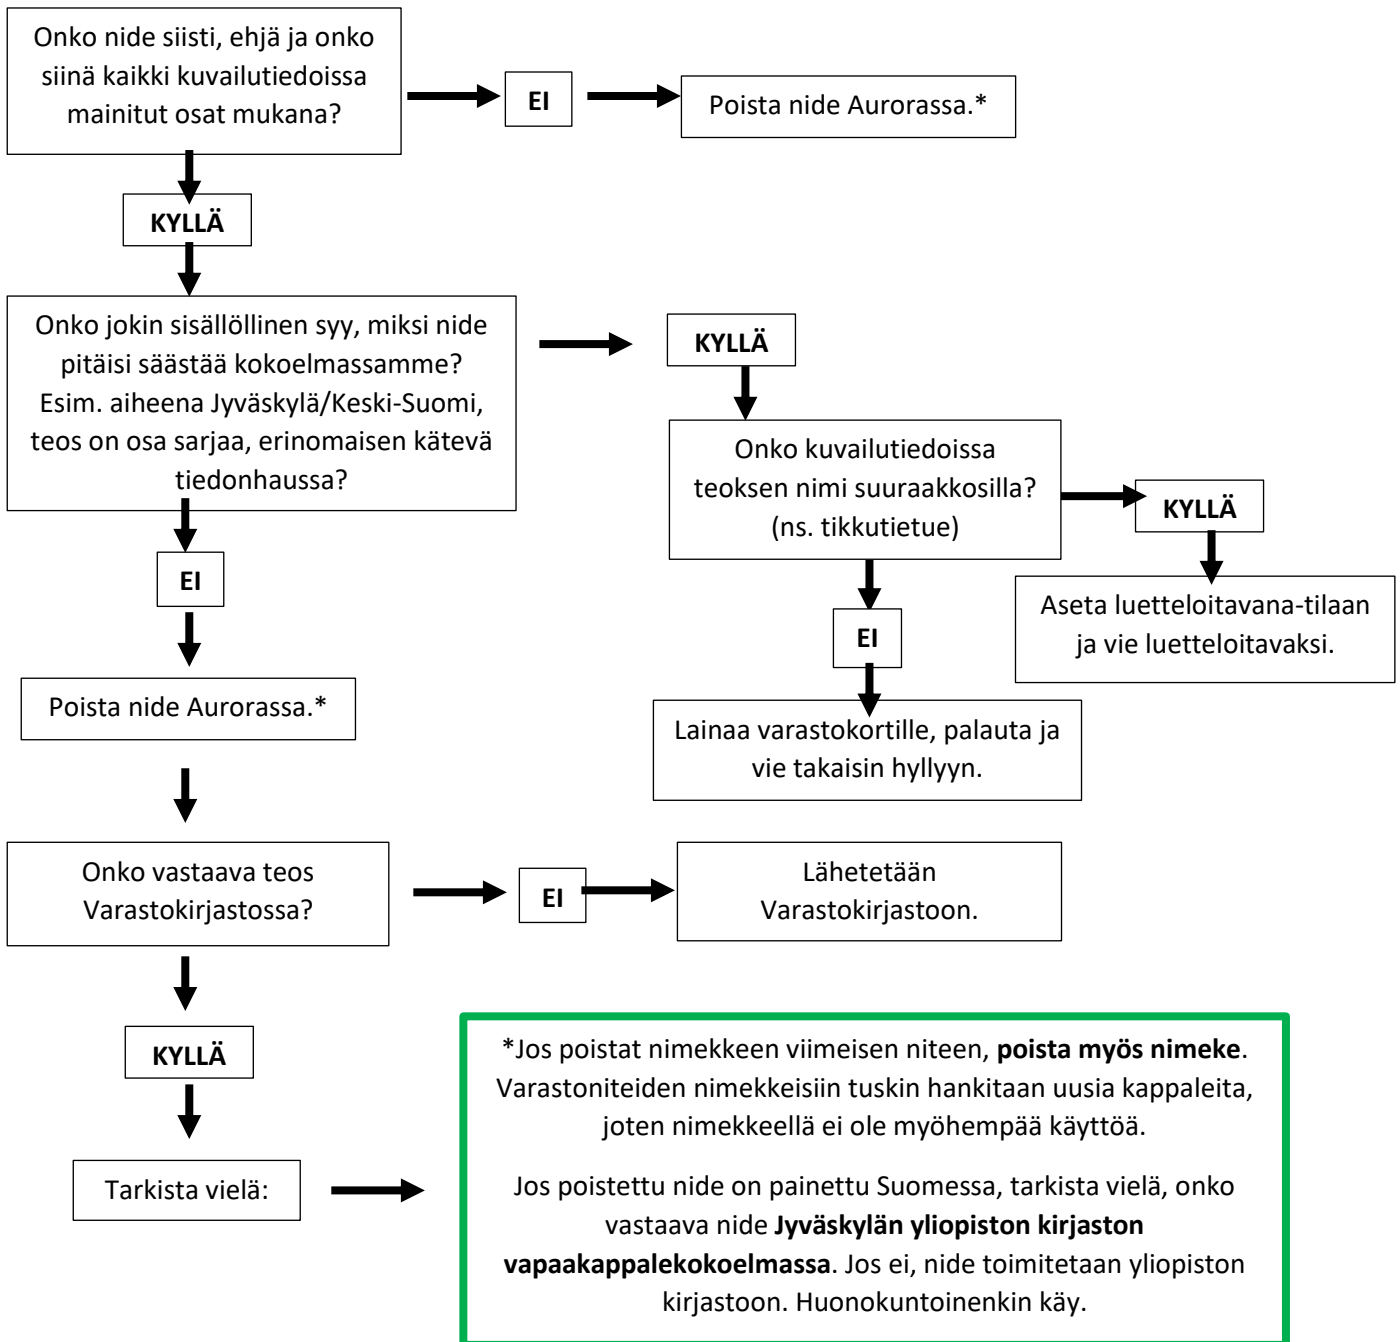 Onko nide siisti, ehjä ja onko
siinä kaikki kuvailutiedoissa
mainitut osat mukana?
EI
Poista nide Aurorassa.*
KYLLÄ
Onko jokin sisällöllinen syy, miksi nide
pitäisi säästää kokoelmassamme?
Esim. aiheena Jyväskylä/Keski-Suomi,
teos on osa sarjaa, erinomaisen kätevä
tiedonhaussa?
KYLLÄ
Onko kuvailutiedoissa
teoksen nimi suuraakkosilla?
(ns. tikkutietue)
KYLLÄ
Aseta luetteloitavana-tilaan
ja vie luetteloitavaksi.
EI
Lainaa varastokortille, palauta ja
vie takaisin hyllyyn.
EI
Poista nide Aurorassa.*
Onko vastaava teos
Varastokirjastossa?
EI
Lähetetään
Varastokirjastoon.
KYLLÄ
Tarkista vielä:
*Jos poistat nimekkeen viimeisen niteen, poista myös nimeke.
Varastoniteiden nimekkeisiin tuskin hankitaan uusia kappaleita,
joten nimekkeellä ei ole myöhempää käyttöä.
Jos poistettu nide on painettu Suomessa, tarkista vielä, onko
vastaava nide Jyväskylän yliopiston kirjaston
vapaakappalekokoelmassa. Jos ei, nide toimitetaan yliopiston
kirjastoon. Huonokuntoinenkin käy.